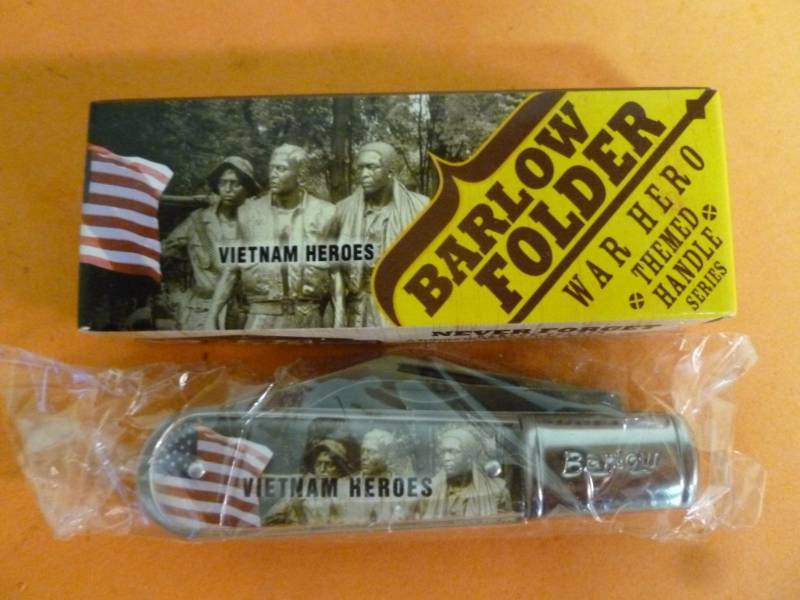 VIETNAM HEROES
BARLOW
FOLDER
WAR HERO
THEMED
HANDLE
SERIES
NEVER FORGET
VIETNAM HEROES
Barlow